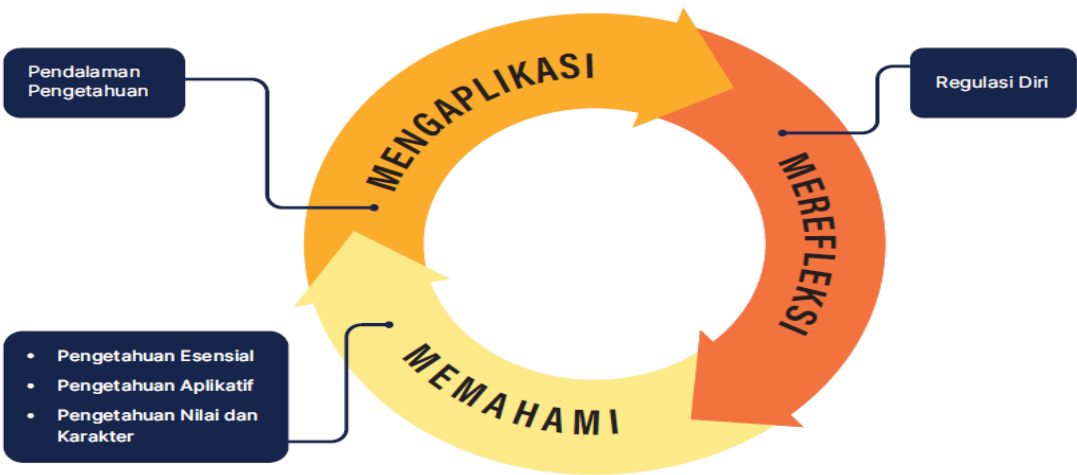 Pendalaman
Pengetahuan
MENGAPLIKASI
Regulasi Diri
MEREFLEKSI
• Pengetahuan Esensial
• Pengetahuan Aplikatif
• Pengetahuan Nilai dan
Karakter
MEMAHAMI